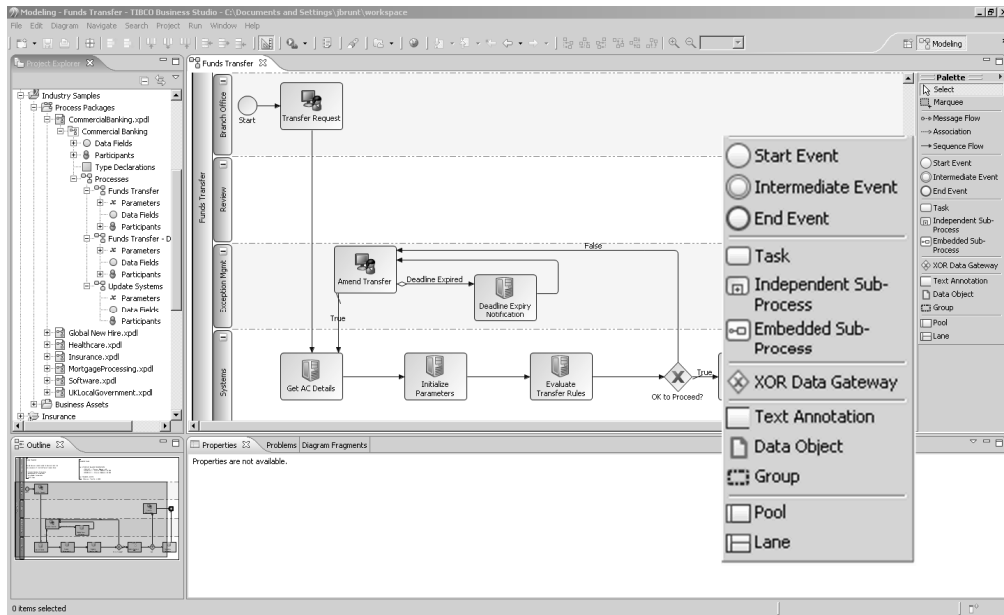 Modeling - Funds Transfer - TIBCO Business Studio - C:\Documents and Settings\jbrunt\workspace
File Edit Diagram Navigate Search Project Run Window Help
Modeling
Project Explorer
Industry Samples
Process Packages
CommercialBanking.xpdl
Commercial Banking
Data Fields
Participants
Type Declarations
Processes
Funds Transfer
Parameters
Data Fields
Participants
Funds Transfer - D
Parameters
Data Fields
Participants
Update Systems
Parameters
Data Fields
Participants
Global New Hire.xpdl
Healthcare.xpdl
Insurance.xpdl
MortgageProcessing.xpdl
Software.xpdl
UKLocalGovernment.xpdl
Business Assets
Insurance
Funds Transfer
Funds Transfer
Branch Office
Start
Transfer Request
Review
Exception Mgmt
Amend Transfer
Deadline Expired
Deadline Expiry
Notification
False
True
Systems
Get AC Details
Initialize
Parameters
Evaluate
Transfer Rules
OK to Proceed?
True
Palette
Select
Marquee
Message Flow
Association
Sequence Flow
Start Event
Intermediate Event
End Event
Task
Independent Sub-
Process
Embedded Sub-
Process
XOR Data Gateway
Text Annotation
Data Object
Group
Pool
Lane
Start Event
Intermediate Event
End Event
Task
Independent Sub-
Process
Embedded Sub-
Process
XOR Data Gateway
Text Annotation
Data Object
Group
Pool
Lane
Outline
Properties Problems Diagram Fragments
Properties are not available.
0 items selected